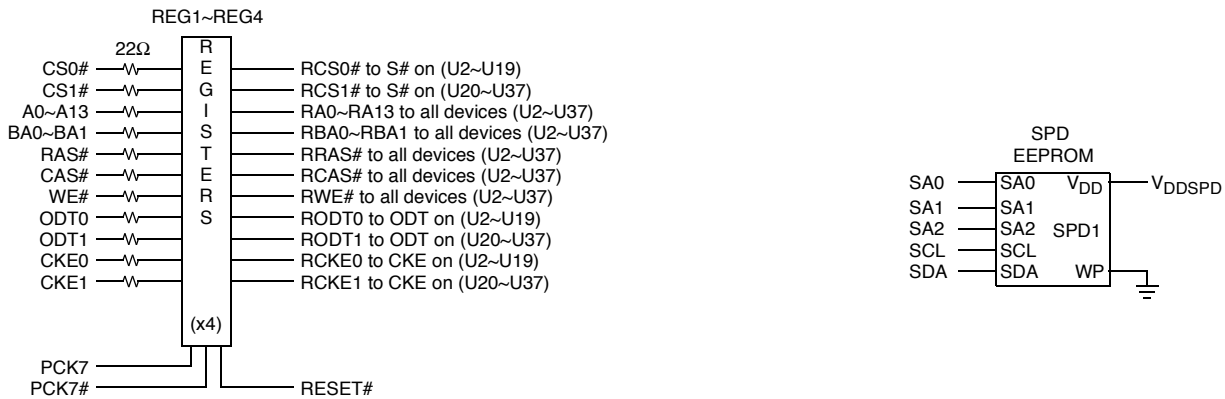 REG1~REG4
22Ω
R
E
G
I
S
T
E
R
S
(x4)
CS0#
RCS0# to S# on (U2~U19)
CS1#
RCS1# to S# on (U20~U37)
A0~A13
RA0~RA13 to all devices (U2~U37)
BA0~BA1
RBA0~RBA1 to all devices (U2~U37)
RAS#
RRAS# to all devices (U2~U37)
CAS#
RCAS# to all devices (U2~U37)
WE#
RWE# to all devices (U2~U37)
ODT0
RODT0 to ODT on (U2~U19)
ODT1
RODT1 to ODT on (U20~U37)
CKE0
RCKE0 to CKE on (U2~U19)
CKE1
RCKE1 to CKE on (U20~U37)
PCK7
PCK7#
RESET#
SPD
EEPROM
SA0 SA0 VDD VDDSPD
SA1 SA1
SA2 SA2 SPD1
SCL SCL
SDA SDA WP